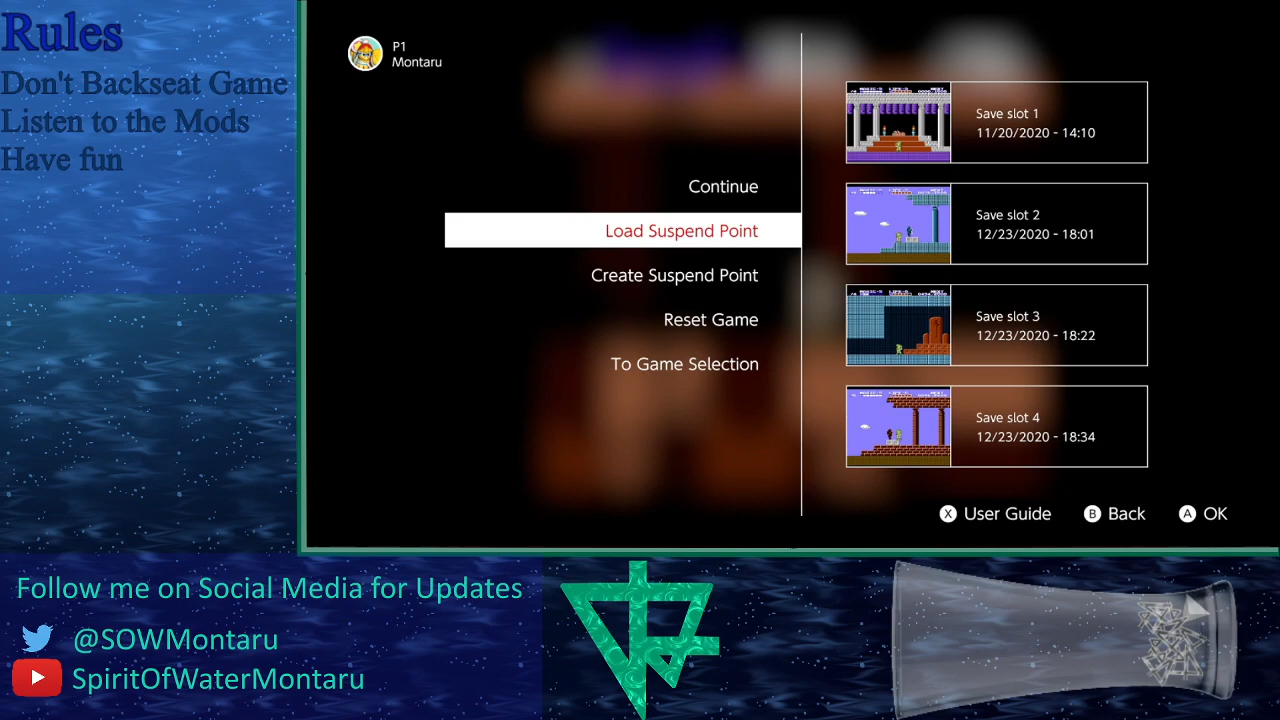 Rules
Don't Backseat Game
Listen to the Mods
Have fun
P1
Montaru
Continue
Load Suspend Point
Create Suspend Point
Reset Game
To Game Selection
Save slot 1
11/20/2020 - 14:10
Save slot 2
12/23/2020 - 18:01
Save slot 3
12/23/2020 - 18:22
Save slot 4
12/23/2020 - 18:34
X User Guide
B Back
A OK
Follow me on Social Media for Updates
@SOWMontaru
SpiritOfWaterMontaru